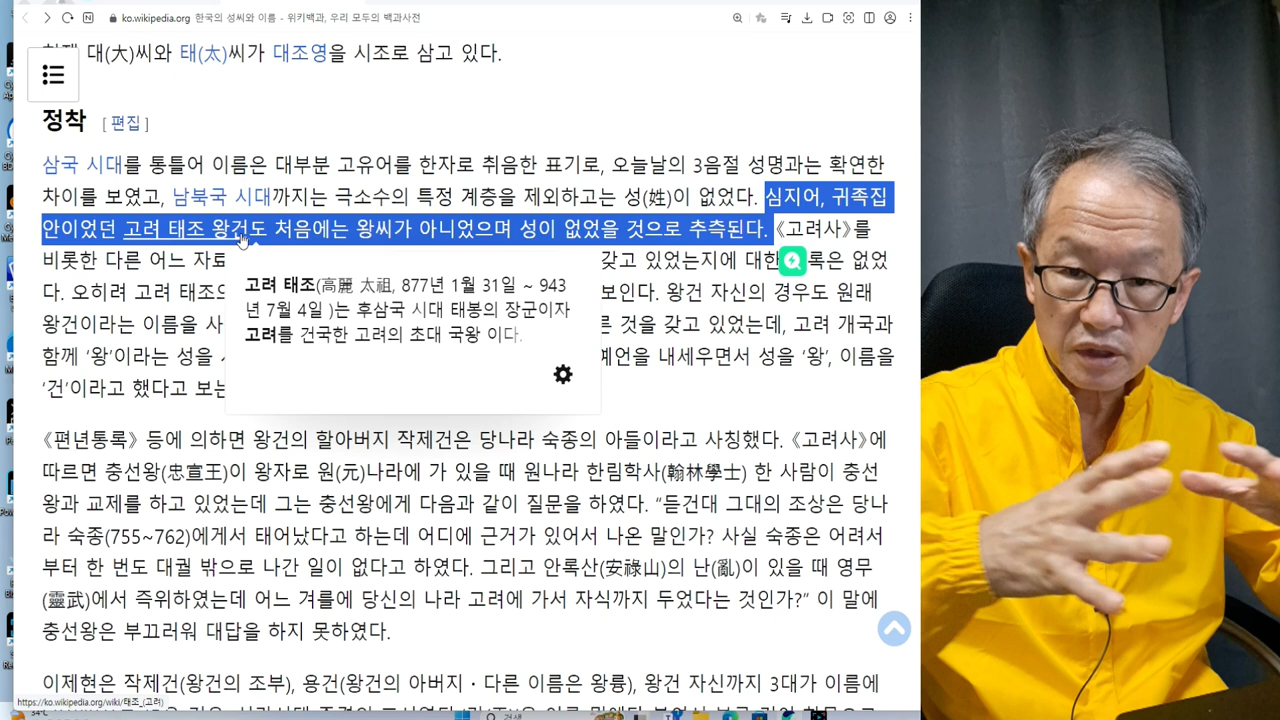 ko.wikipedia.org 한국의 성씨와 이름 - 위키백과, 우리 모두의 백과사전
대(大)씨와 태(太)씨가 대조영을 시조로 삼고 있다.
정착 [ 편집 ]
삼국 시대를 통틀어 이름은 대부분 고유어를 한자로 취음한 표기로, 오늘날의 3음절 성명과는 확연한
차이를 보였고, 남북국 시대까지는 극소수의 특정 계층을 제외하고는 성(姓)이 없었다. 심지어, 귀족집
안이었던 고려 태조 왕건도 처음에는 왕씨가 아니었으며 성이 없었을 것으로 추측된다. 《고려사》를
비롯한 다른 어느 자료 갖고 있었는지에 대한 록은 없었
다. 오히려 고려 태조의 보인다. 왕건 자신의 경우도 원래
왕건이라는 이름을 사 른 것을 갖고 있었는데, 고려 개국과
함께 ‘왕’이라는 성을 예언을 내세우면서 성을 ‘왕’, 이름을
‘건’이라고 했다고 보는
고려 태조(高麗 太祖, 877년 1월 31일 ~ 943
년 7월 4일 )는 후삼국 시대 태봉의 장군이자
고려를 건국한 고려의 초대 국왕 이다.
《편년통록》 등에 의하면 왕건의 할아버지 작제건은 당나라 숙종의 아들이라고 사칭했다. 《고려사》에
따르면 충선왕(忠宣王)이 왕자로 원(元)나라에 가 있을 때 원나라 한림학사(翰林學士) 한 사람이 충선
왕과 교제를 하고 있었는데 그는 충선왕에게 다음과 같이 질문을 하였다. “듣건대 그대의 조상은 당나
라 숙종(755~762)에게서 태어났다고 하는데 어디에 근거가 있어서 나온 말인가? 사실 숙종은 어려서
부터 한 번도 대궐 밖으로 나간 일이 없다고 하였다. 그리고 안록산(安祿山)의 난(亂)이 있을 때 영무
(靈武)에서 즉위하였는데 어느 겨를에 당신의 나라 고려에 가서 자식까지 두었다는 것인가?” 이 말에
충선왕은 부끄러워 대답을 하지 못하였다.
이제현은 작제건(왕건의 조부), 용건(왕건의 아버지·다른 이름은 왕륭), 왕건 자신까지 3대가 이름에
https://ko.wikipedia.org/wiki/태조_(고려)
34℃